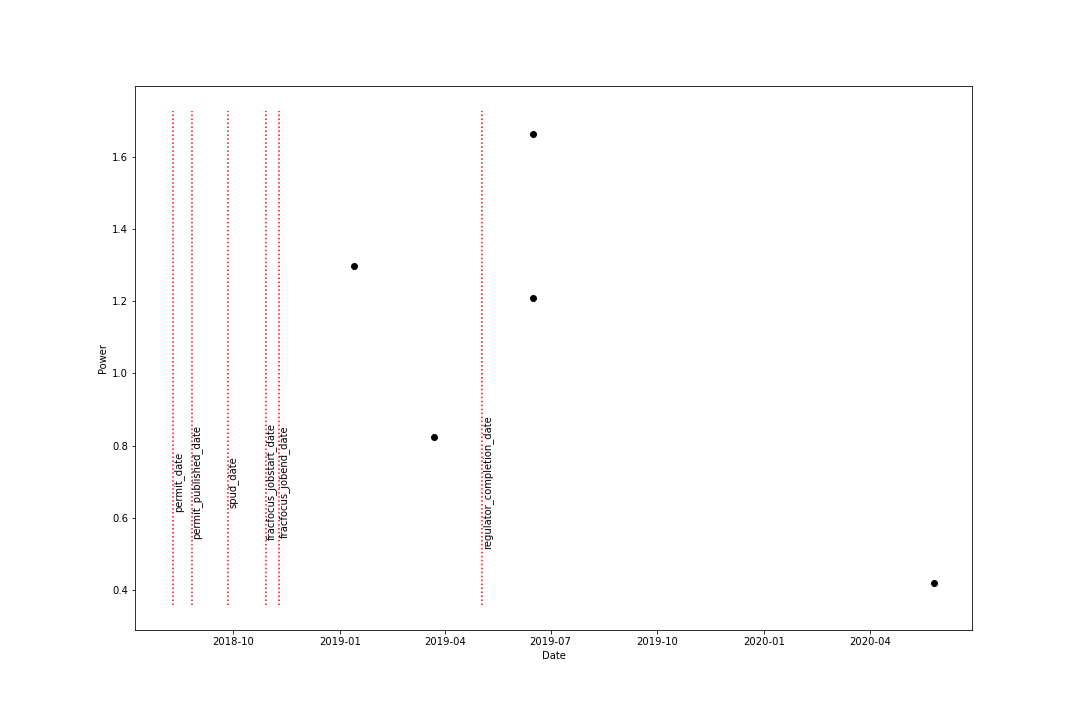 1.6
1.4
1.2
1.0
0.8
0.6
0.4
Power
permit_date
permit_published_date
spud_date
fracfocus_jobstart_date
fracfocus_jobend_date
regulator_completion_date
2018-10
2019-01
2019-04
2019-07
2019-10
2020-01
2020-04
Date